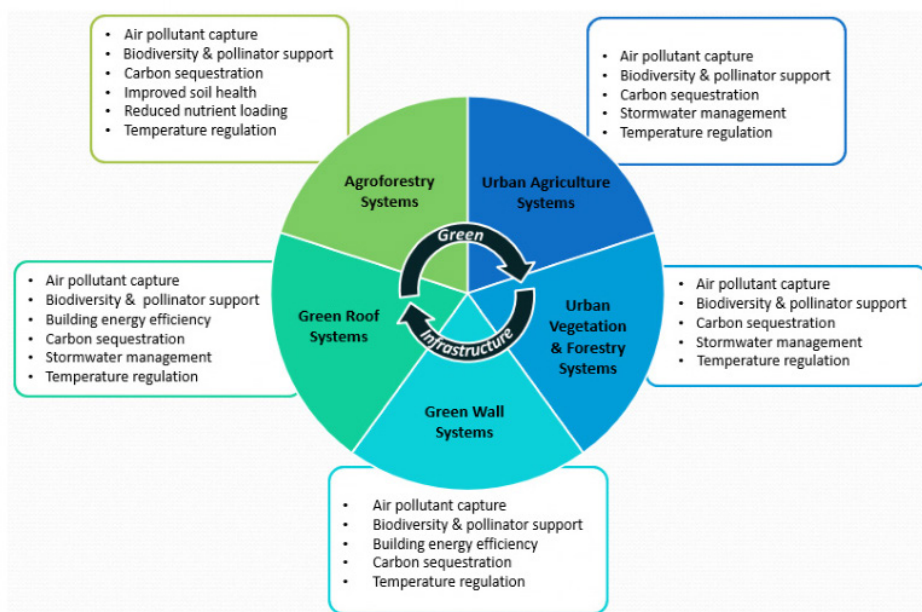 • Air pollutant capture
• Biodiversity & pollinator support
• Carbon sequestration
• Improved soil health
• Reduced nutrient loading
• Temperature regulation
• Air pollutant capture
• Biodiversity & pollinator support
• Carbon sequestration
• Stormwater management
• Temperature regulation
Agroforestry
Systems
Urban Agriculture
Systems
Green
Infrastructure
• Air pollutant capture
• Biodiversity & pollinator support
• Building energy efficiency
• Carbon sequestration
• Stormwater management
• Temperature regulation
Green Roof
Systems
Urban
Vegetation
& Forestry
Systems
• Air pollutant capture
• Biodiversity & pollinator support
• Carbon sequestration
• Stormwater management
• Temperature regulation
Green Wall
Systems
• Air pollutant capture
• Biodiversity & pollinator support
• Building energy efficiency
• Carbon sequestration
• Temperature regulation